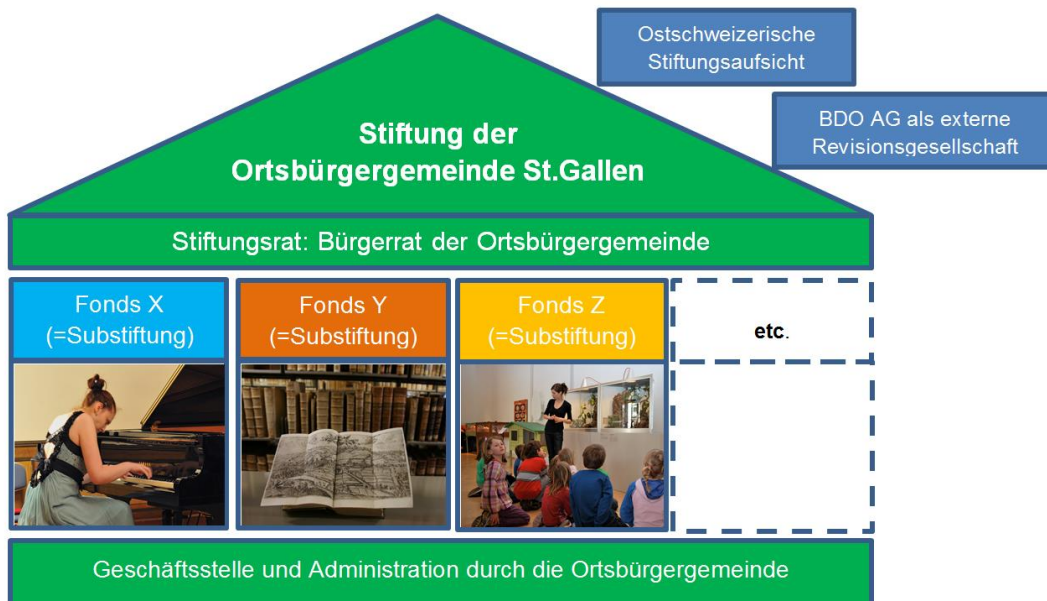 Ostschweizerische
Stiftungsaufsicht
BDO AG als externe
Revisionsgesellschaft
Stiftung der
Ortsbürgergemeinde St.Gallen
Stiftungsrat: Bürgerrat der Ortsbürgergemeinde
Fonds X
(=Substiftung)
Fonds Y
(=Substiftung)
Fonds Z
(=Substiftung)
etc.
Geschäftsstelle und Administration durch die Ortsbürgergemeinde